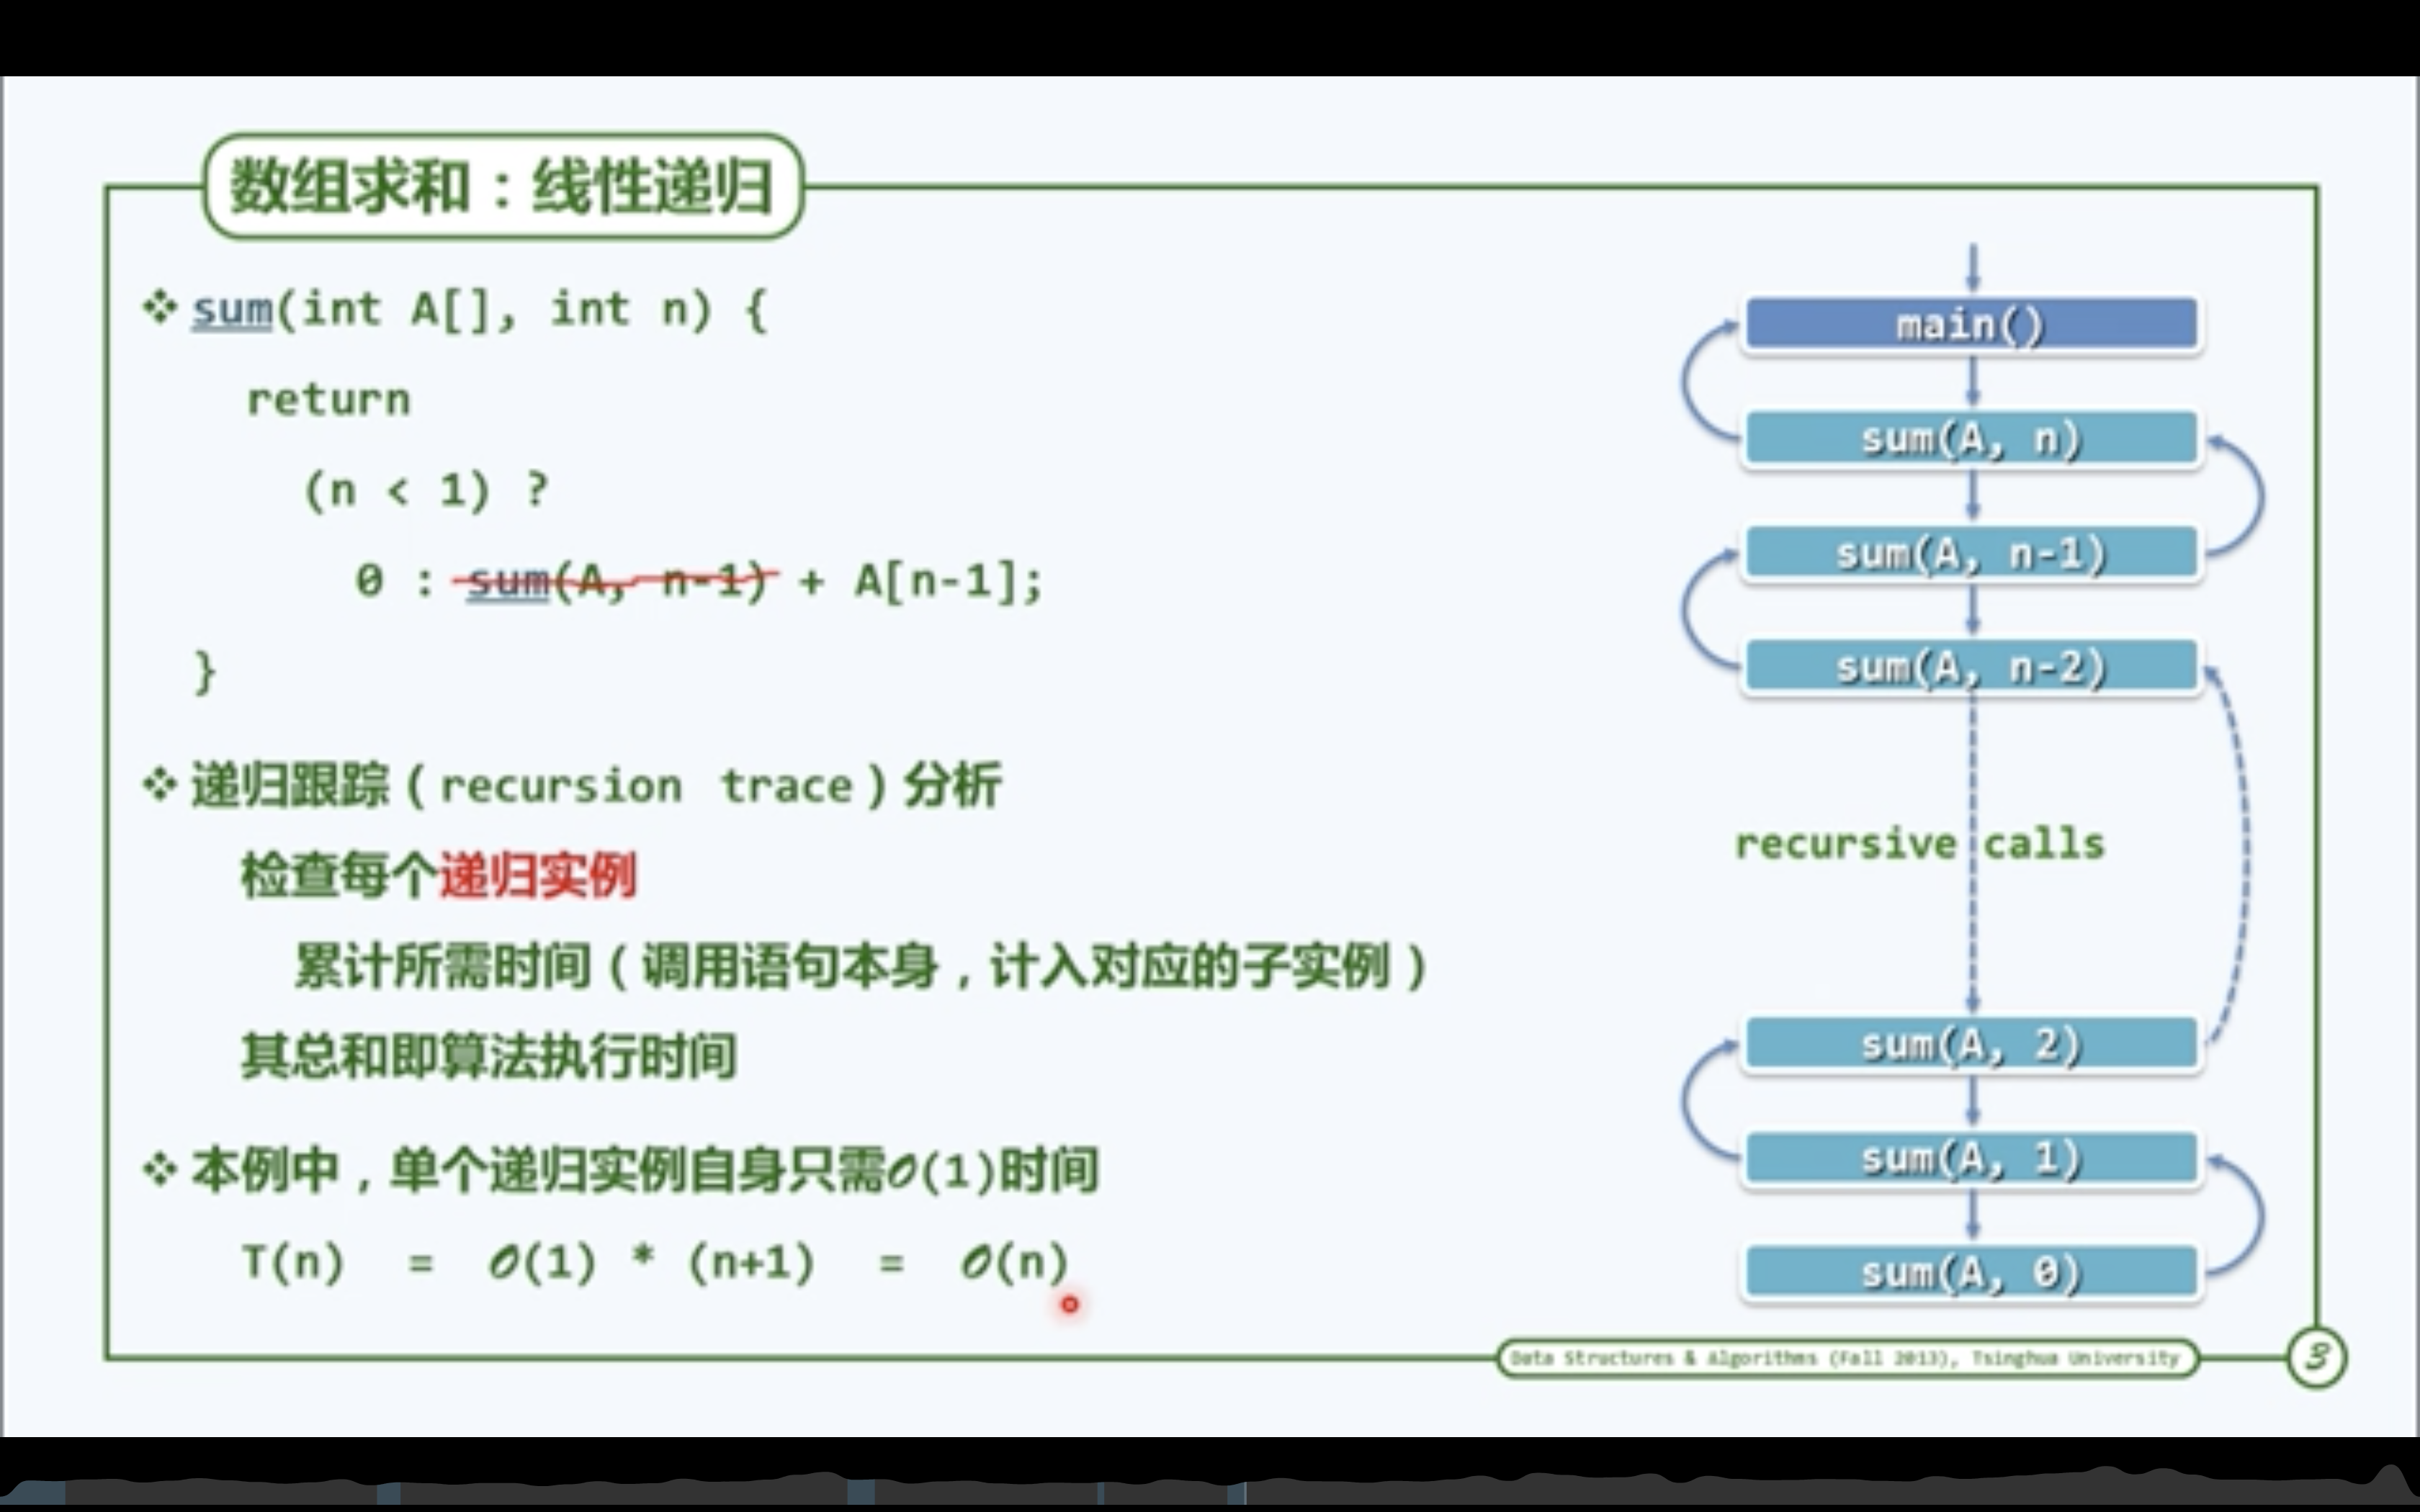 数组求和：线性递归
❖ sum(int A[], int n) {
return
(n < 1) ?
0 : sum(A, n-1) + A[n-1];
}
❖ 递归跟踪（recursion trace）分析
检查每个递归实例
累计所需时间（调用语句本身，计入对应的子实例）
其总和即算法执行时间
❖ 本例中，单个递归实例自身只需O(1)时间
T(n) = O(1) * (n+1) = O(n)
main()
sum(A, n)
sum(A, n-1)
sum(A, n-2)
recursive calls
sum(A, 2)
sum(A, 1)
sum(A, 0)
Data Structures & Algorithms (Fall 2013), Tsinghua University
3